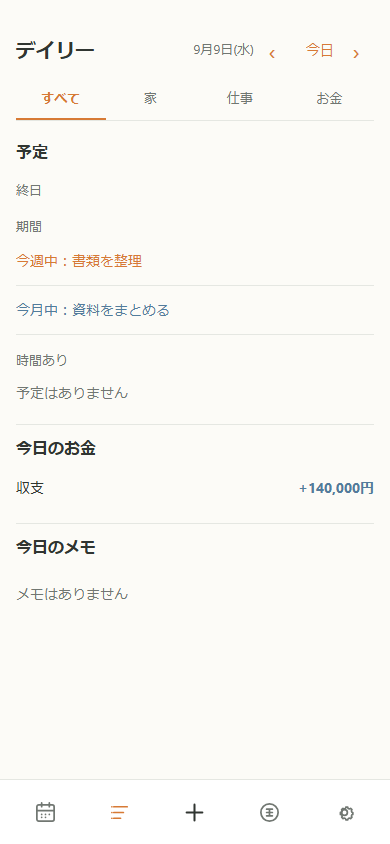 デイリー 9月9日(水) ‹ 今日 ›
すべて 家 仕事 お金
予定
終日
期間
今週中：書類を整理
今月中：資料をまとめる
時間あり
予定はありません
今日のお金
収支 +140,000円
今日のメモ
メモはありません